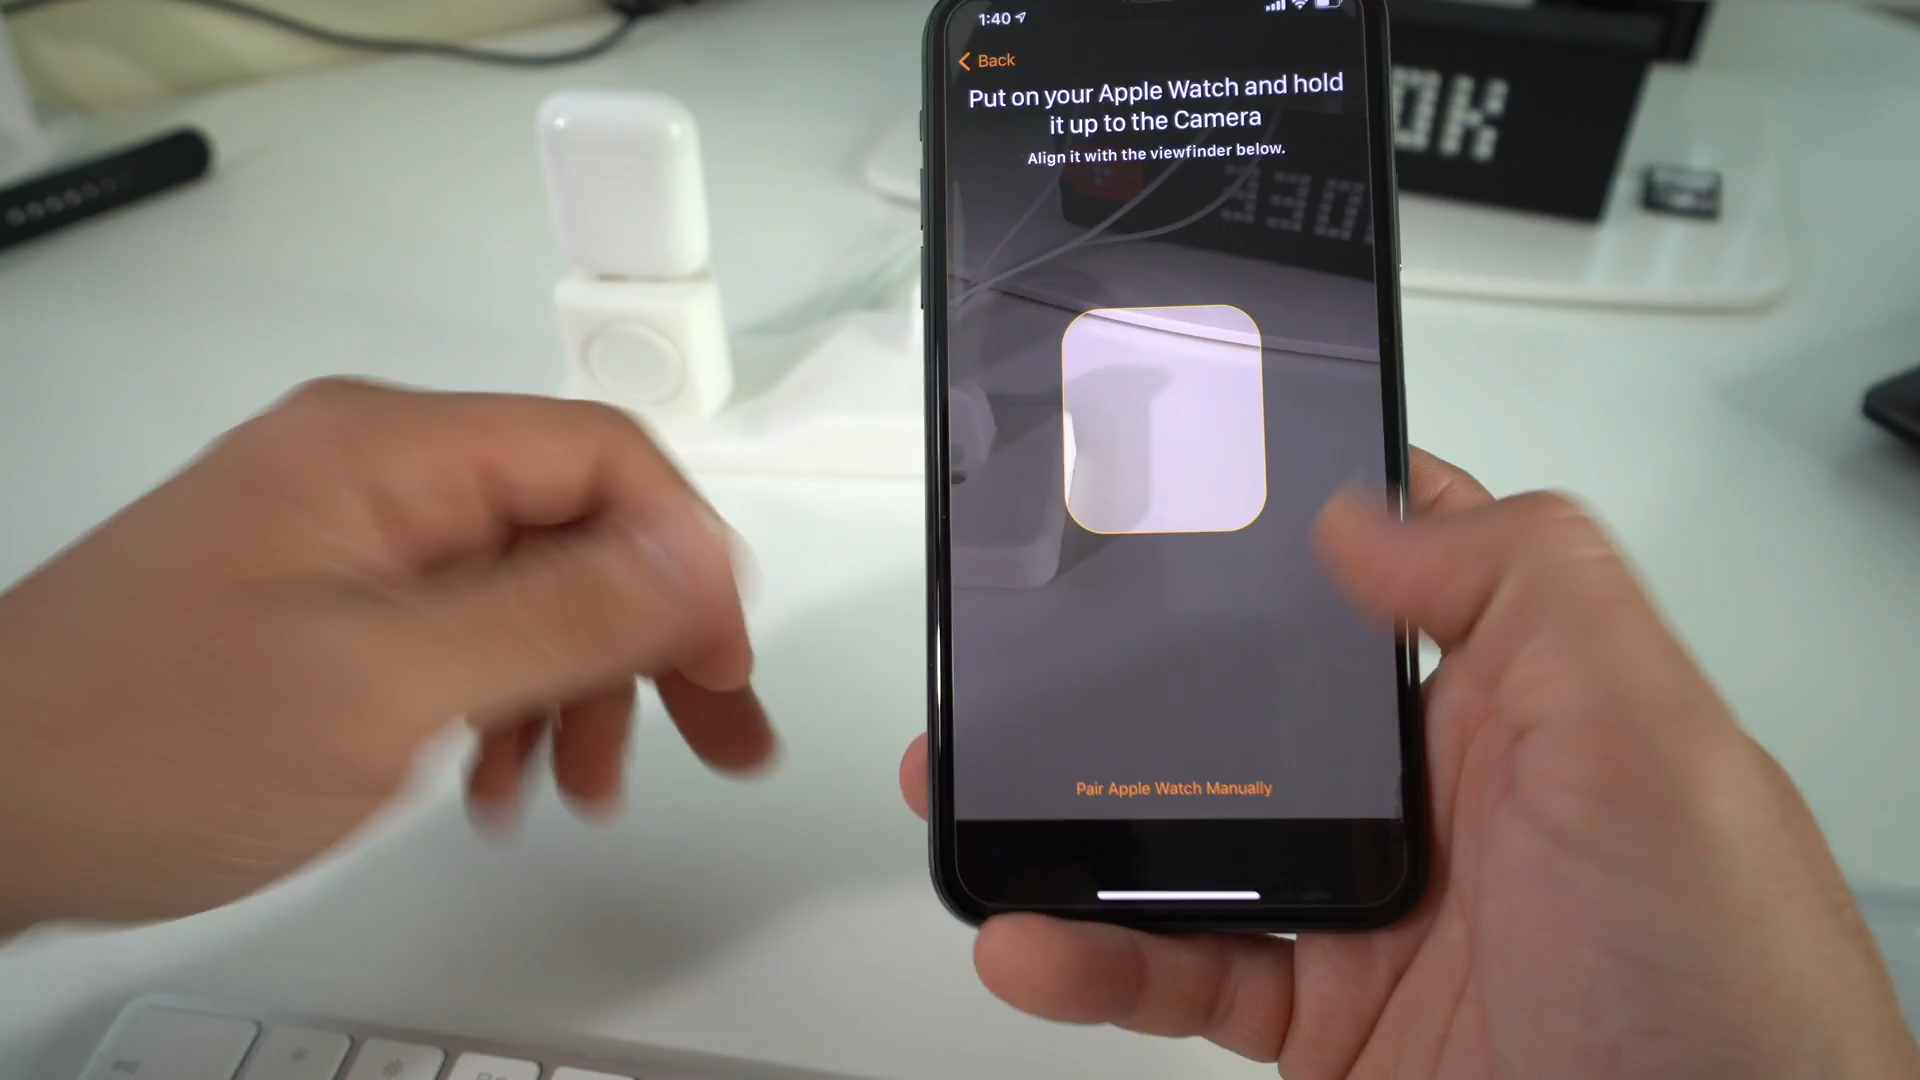 1:40
Back
Put on your Apple Watch and hold
it up to the Camera
Align it with the viewfinder below.
Pair Apple Watch Manually